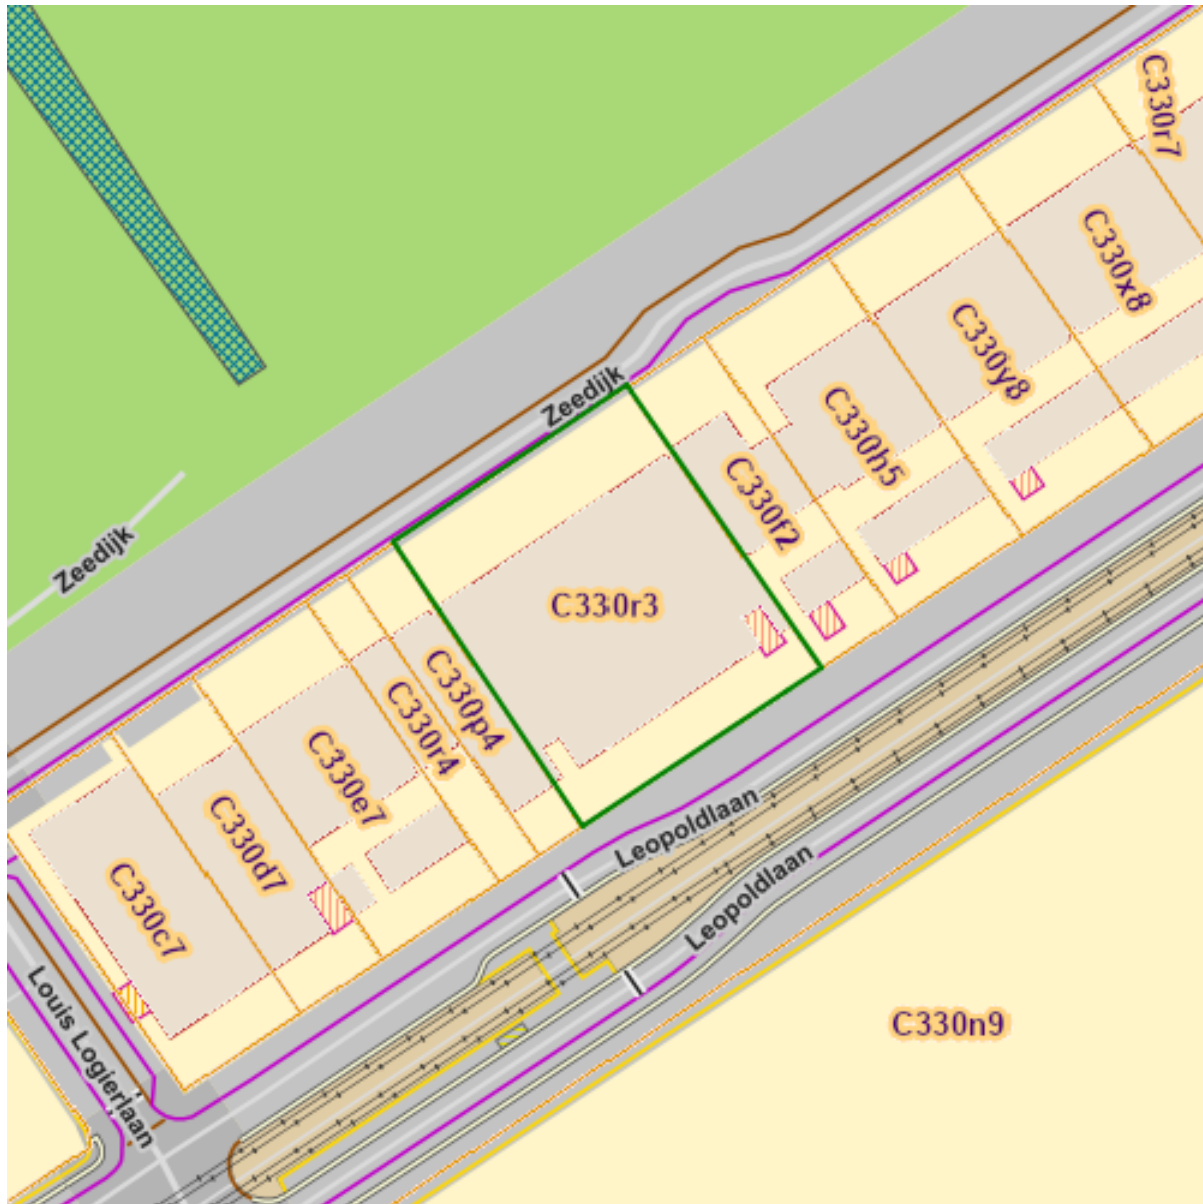 C330r7
C330x8
C330y8
Zeedijk
C330h5
C330f2
Zeedijk
C330r3
C330p4
C330r4
C330e7
C330d7
Leopoldlaan
C330c7
Leopoldlaan
C330n9
Louis Logierlaan